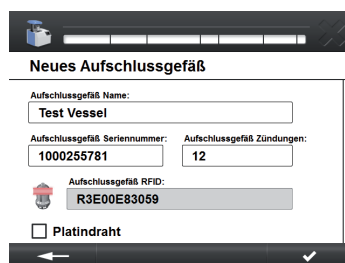 Neues Aufschlussgefäß
Aufschlussgefäß Name:
Test Vessel
Aufschlussgefäß Seriennummer: Aufschlussgefäß Zündungen:
1000255781 12
Aufschlussgefäß RFID:
R3E00E83059
Platindraht